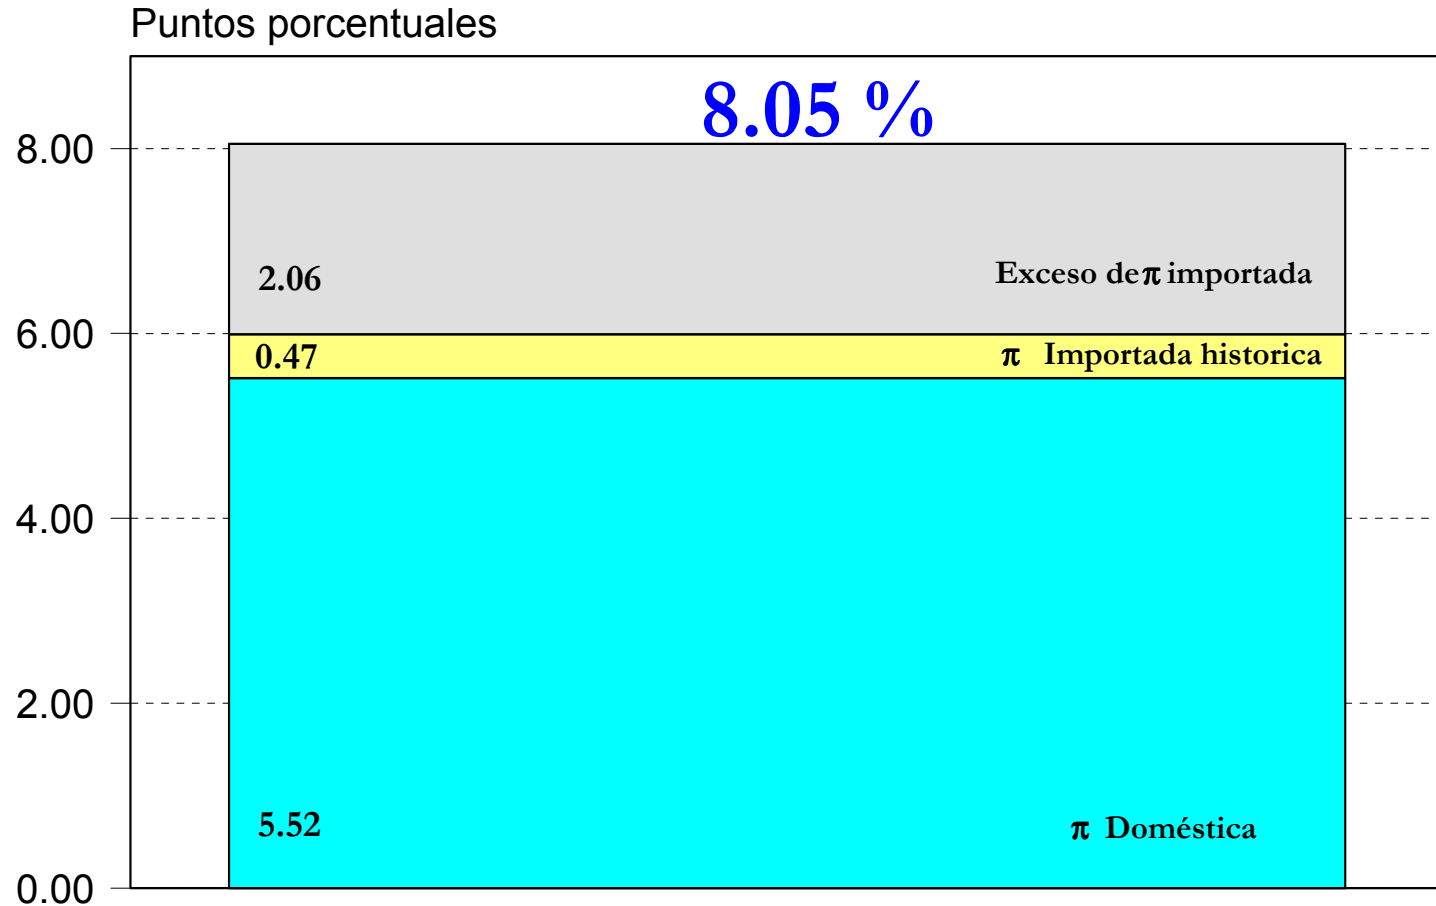 Puntos porcentuales
8.05 %
8.00
2.06 Exceso de π importada
6.00
0.47 π Importada historica
4.00
2.00
5.52 π Doméstica
0.00